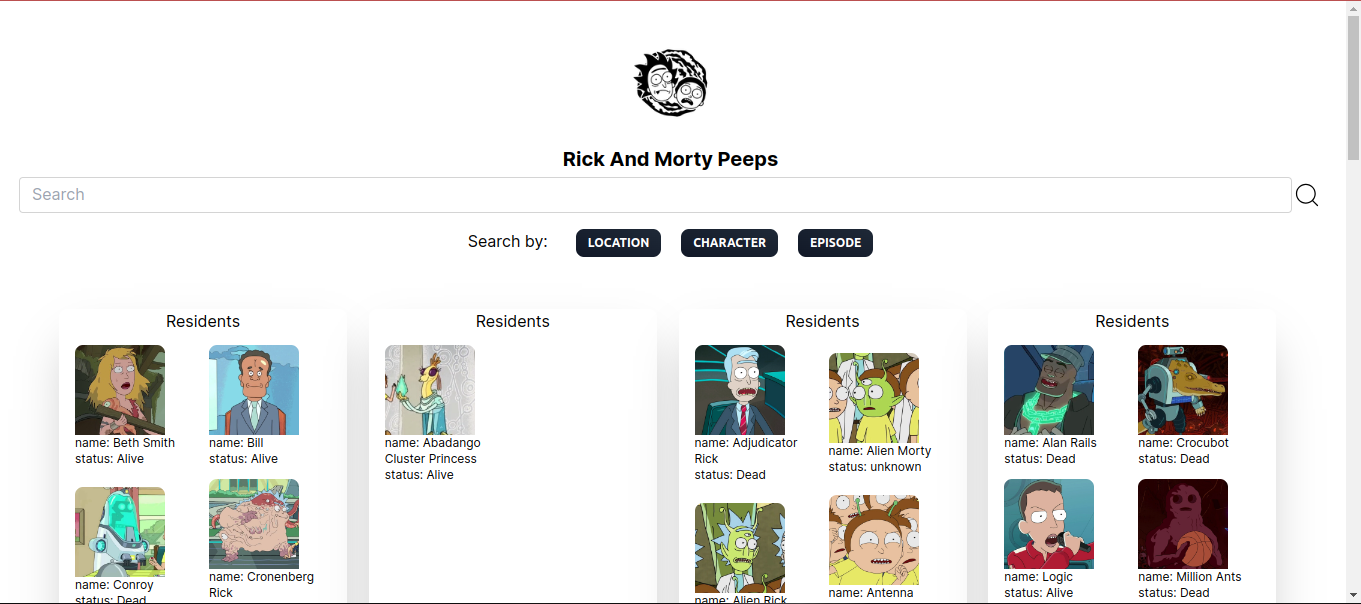 Rick And Morty Peeps
Search
Search by:
LOCATION
CHARACTER
EPISODE
Residents
name: Beth Smith
status: Alive
name: Bill
status: Alive
name: Conroy
status: Dead
name: Cronenberg
Rick
Residents
name: Abadango
Cluster Princess
status: Alive
Residents
name: Adjudicator
Rick
status: Dead
name: Alien Morty
status: unknown
name: Alien Rick
name: Antenna
Residents
name: Alan Rails
status: Dead
name: Crocubot
status: Dead
name: Logic
status: Alive
name: Million Ants
status: Dead